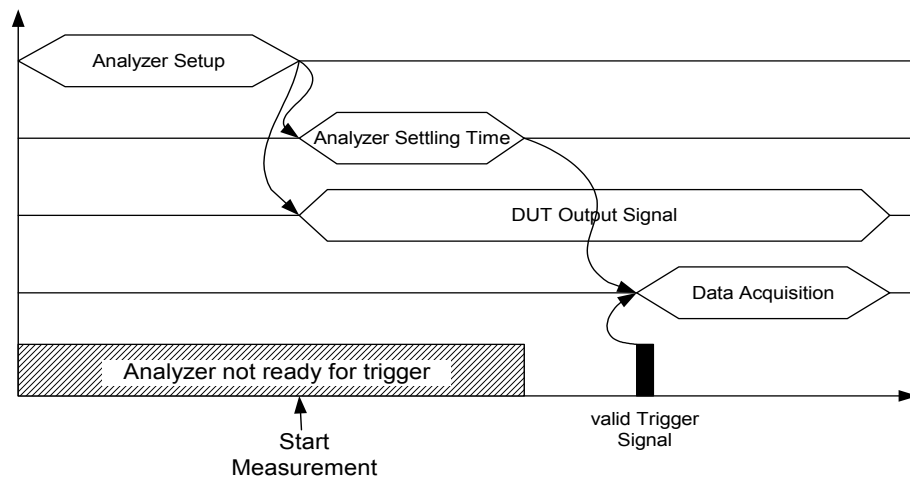 Analyzer Setup
Analyzer Settling Time
DUT Output Signal
Data Acquisition
Analyzer not ready for trigger
valid Trigger
Signal
Start
Measurement